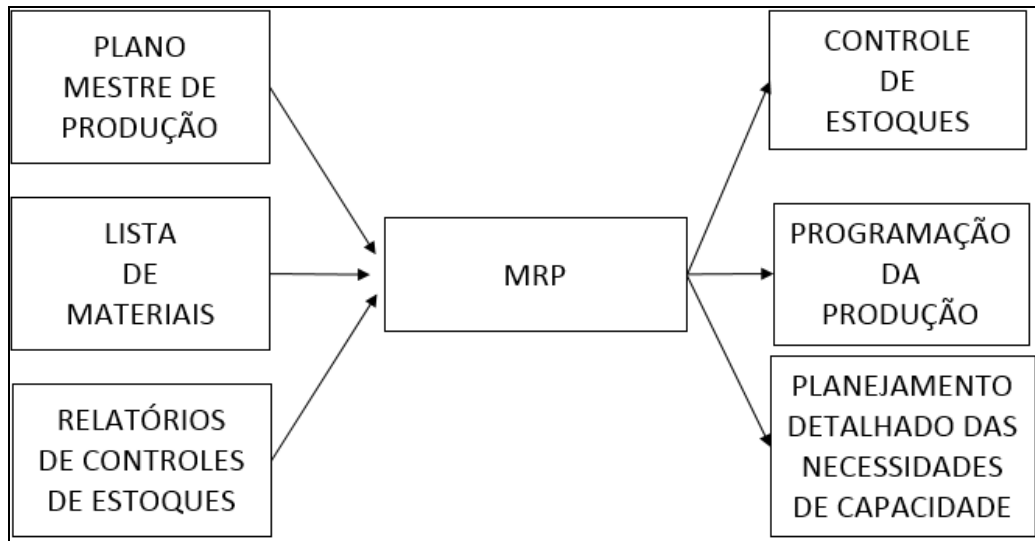 PLANO
MESTRE DE
PRODUÇÃO
LISTA
DE
MATERIAIS
RELATÓRIOS
DE CONTROLES
DE ESTOQUES
MRP
CONTROLE
DE
ESTOQUES
PROGRAMAÇÃO
DA
PRODUÇÃO
PLANEJAMENTO
DETALHADO DAS
NECESSIDADES
DE CAPACIDADE